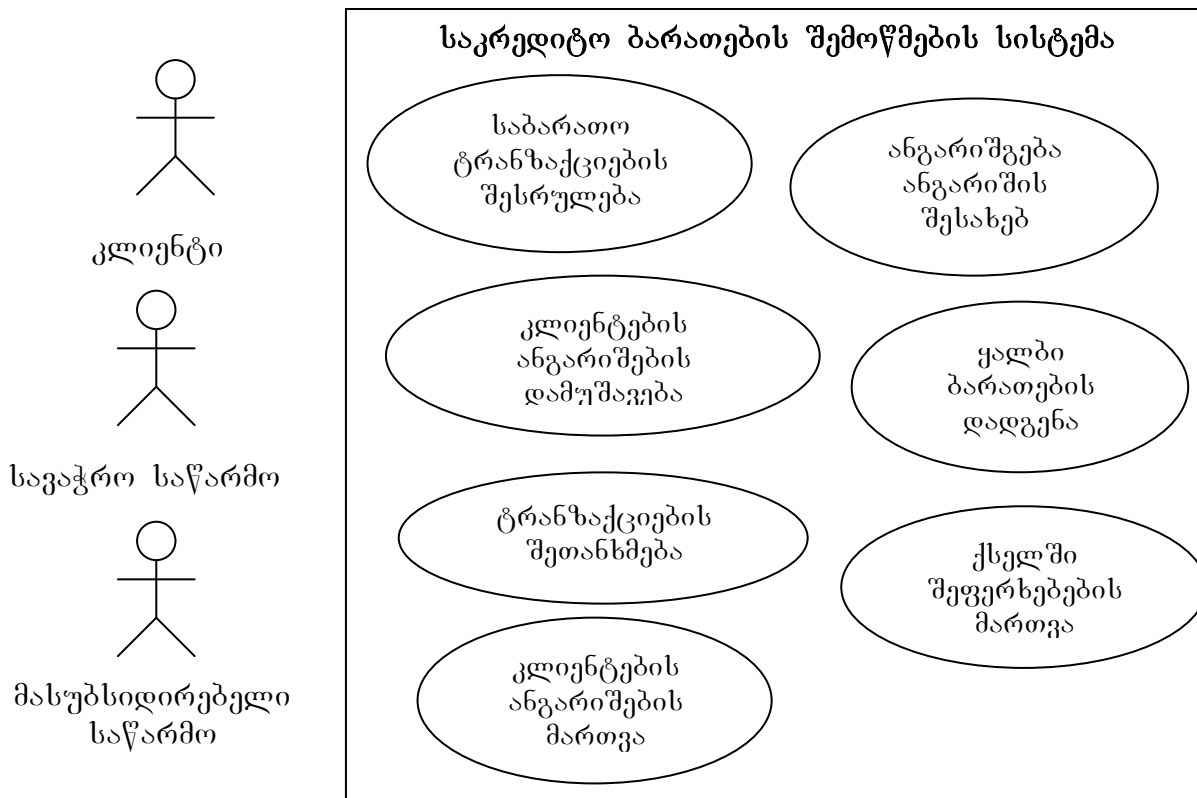 საკრედიტო ბარათების შემოწმების სისტემა
კლიენტი
სავაჭრო საწარმო
მასუბსიდირებელი
საწარმო
საბარათო
ტრანზაქციების
შესრულება
ანგარიშგება
ანგარიშის
შესახებ
კლიენტების
ანგარიშების
დამუშავება
ყალბი
ბარათების
დადგენა
ტრანზაქციების
შეთანხმება
ქსელში
შეფერხებების
მართვა
კლიენტების
ანგარიშების
მართვა